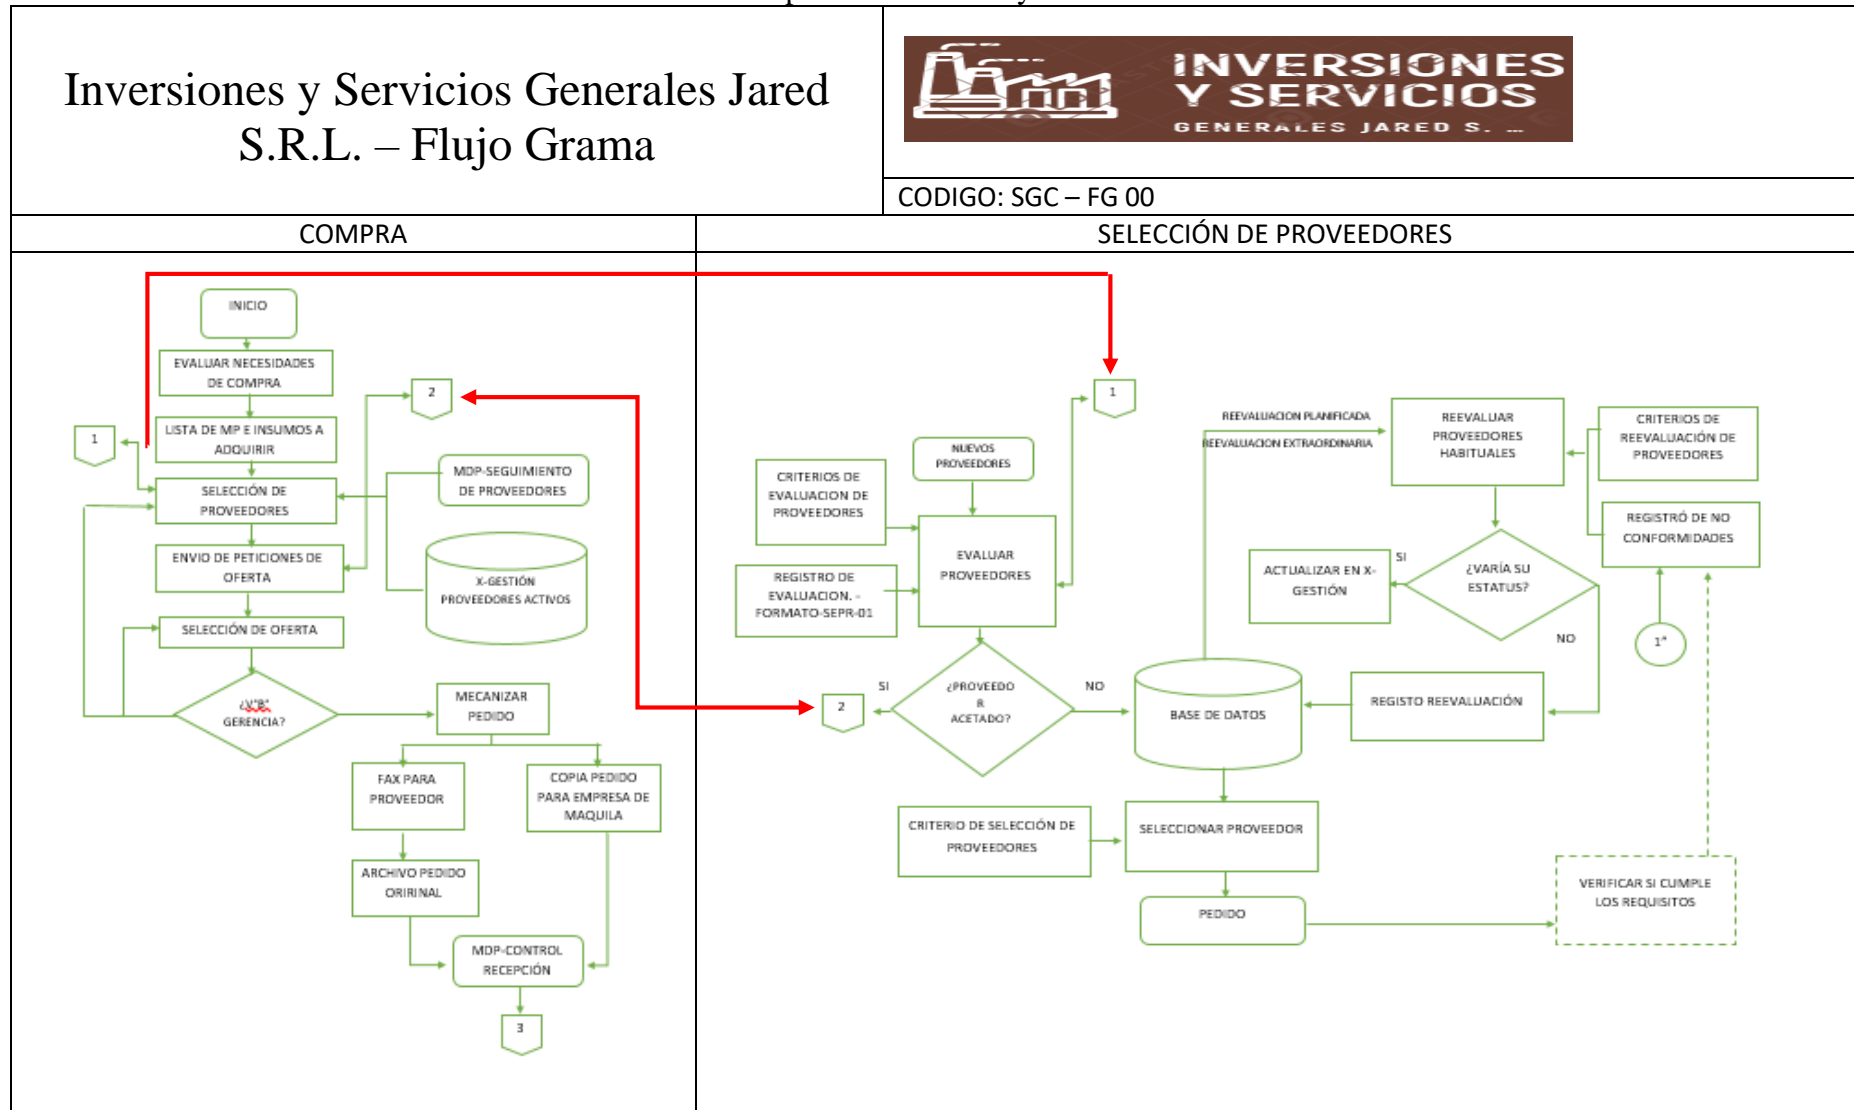 Inversiones y Servicios Generales Jared
S.R.L. – Flujo Grama
INVERSIONES
Y SERVICIOS
GENERALES JARED S. ...
CODIGO: SGC – FG 00
COMPRA
SELECCIÓN DE PROVEEDORES
INICIO
EVALUAR NECESIDADES
DE COMPRA
2
1
LISTA DE MP E INSUMOS A
ADQUIRIR
MDP-SEGUIMIENTO
DE PROVEEDORES
SELECCIÓN DE
PROVEEDORES
ENVIO DE PETICIONES DE
OFERTA
X-GESTIÓN
PROVEEDORES ACTIVOS
SELECCIÓN DE OFERTA
¿V°B°
GERENCIA?
MECANIZAR
PEDIDO
FAX PARA
PROVEEDOR
COPIA PEDIDO
PARA EMPRESA DE
MAQUILA
ARCHIVO PEDIDO
ORIRINAL
MDP-CONTROL
RECEPCIÓN
3
1
NUEVOS
PROVEEDORES
CRITERIOS DE
EVALUACION DE
PROVEEDORES
EVALUAR
PROVEEDORES
REGISTRO DE
EVALUACION. -
FORMATO-SEPR-01
SI
¿PROVEEDO
R
ACETADO?
NO
2
BASE DE DATOS
REEVALUACION PLANIFICADA
REEVALUACION EXTRAORDINARIA
REEVALUAR
PROVEEDORES
HABITUALES
CRITERIOS DE
REEVALUACIÓN DE
PROVEEDORES
REGISTRÓ DE NO
CONFORMIDADES
ACTUALIZAR EN X-
GESTIÓN
SI
¿VARÍA SU
ESTATUS?
NO
1.ª
REGISTO REEVALUACIÓN
CRITERIO DE SELECCIÓN DE
PROVEEDORES
SELECCIONAR PROVEEDOR
PEDIDO
VERIFICAR SI CUMPLE
LOS REQUISITOS